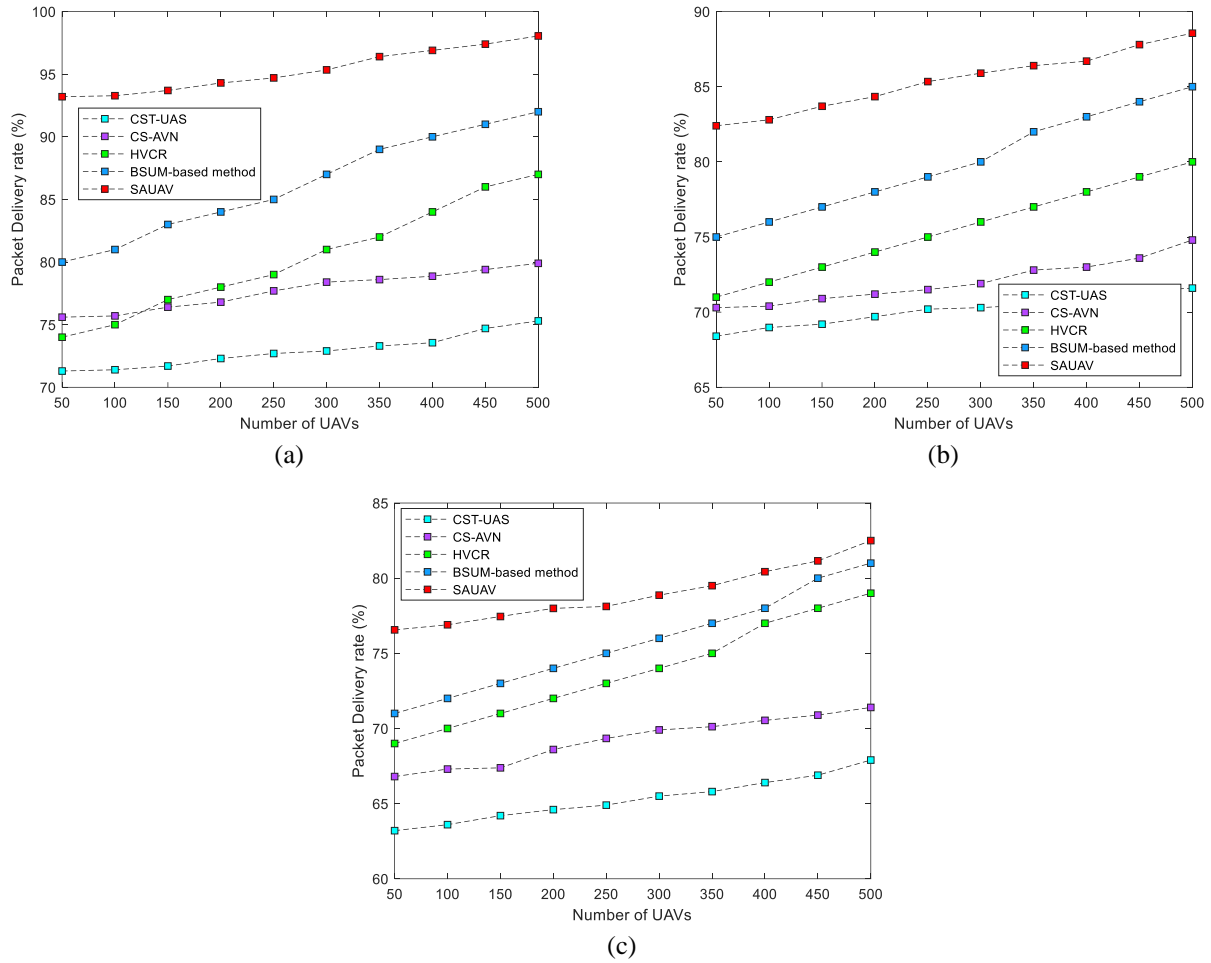 100
95
90
85
80
75
70
Packet Delivery rate (%)
CST-UAS
CS-AVN
HVCR
BSUM-based method
SAUAV
50 100 150 200 250 300 350 400 450 500
Number of UAVs
(a)
90
85
80
75
70
65
Packet Delivery rate (%)
CST-UAS
CS-AVN
HVCR
BSUM-based method
SAUAV
50 100 150 200 250 300 350 400 450 500
Number of UAVs
(b)
85
80
75
70
65
60
Packet Delivery rate (%)
CST-UAS
CS-AVN
HVCR
BSUM-based method
SAUAV
50 100 150 200 250 300 350 400 450 500
Number of UAVs
(c)